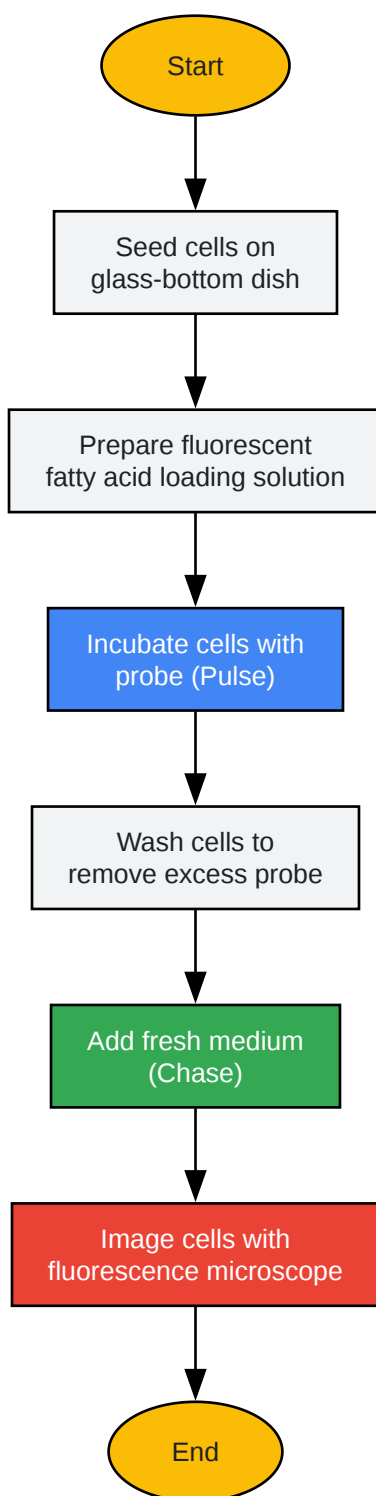 Start
Seed cells on
glass-bottom dish
Prepare fluorescent
fatty acid loading solution
Incubate cells with
probe (Pulse)
Wash cells to
remove excess probe
Add fresh medium
(Chase)
Image cells with
fluorescence microscope
End